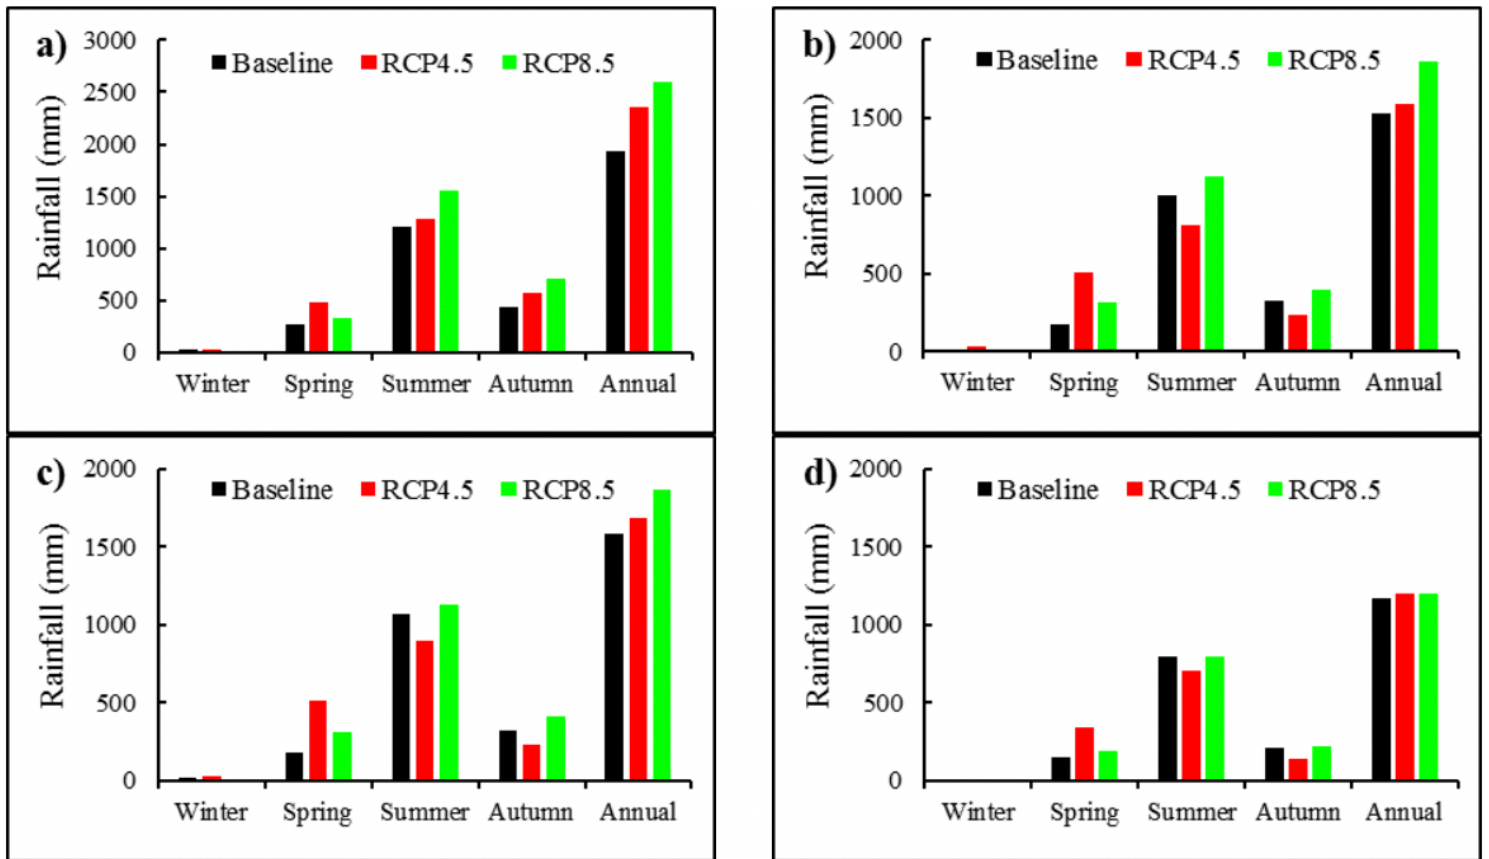 a)
Rainfall (mm)
3000
2500
2000
1500
1000
500
0
Baseline RCP4.5 RCP8.5
Winter Spring Summer Autumn Annual
b)
Rainfall (mm)
2000
1500
1000
500
0
Baseline RCP4.5 RCP8.5
Winter Spring Summer Autumn Annual
c)
Rainfall (mm)
2000
1500
1000
500
0
Baseline RCP4.5 RCP8.5
Winter Spring Summer Autumn Annual
d)
Rainfall (mm)
2000
1500
1000
500
0
Baseline RCP4.5 RCP8.5
Winter Spring Summer Autumn Annual